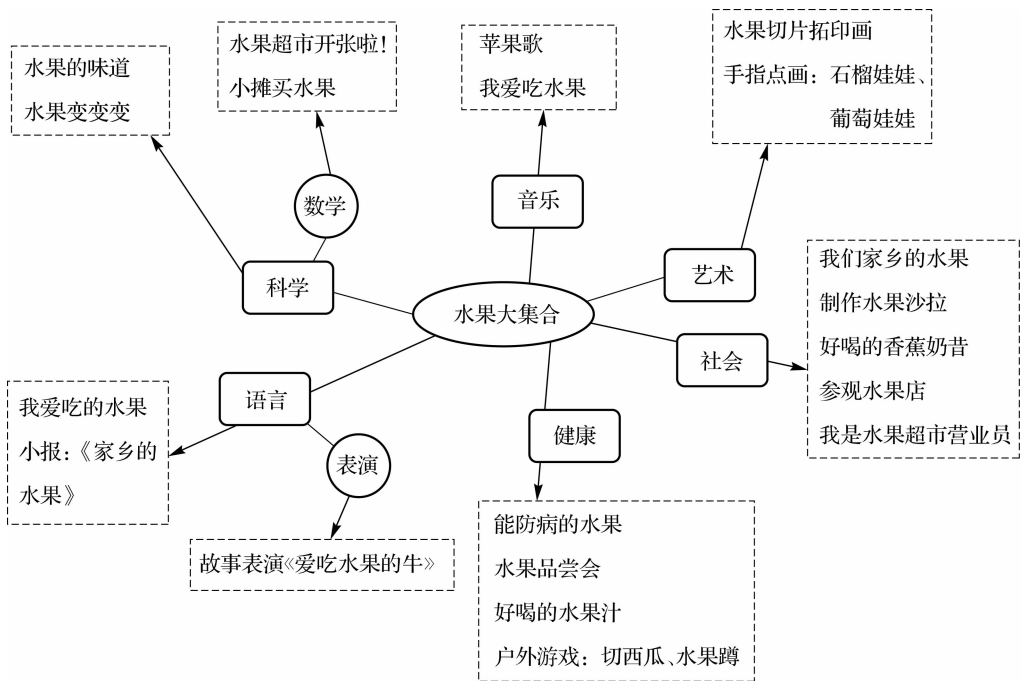 水果的味道
水果变变变
水果超市开张啦！
小摊买水果
苹果歌
我爱吃水果
水果切片拓印画
手指点画：石榴娃娃、
葡萄娃娃
数学
音乐
科学
艺术
水果大集合
我们家乡的水果
制作水果沙拉
好喝的香蕉奶昔
参观水果店
我是水果超市营业员
社会
语言
健康
表演
我爱吃的水果
小报：《家乡的
水果》
故事表演《爱吃水果的牛》
能防病的水果
水果品尝会
好喝的水果汁
户外游戏：切西瓜、水果蹲